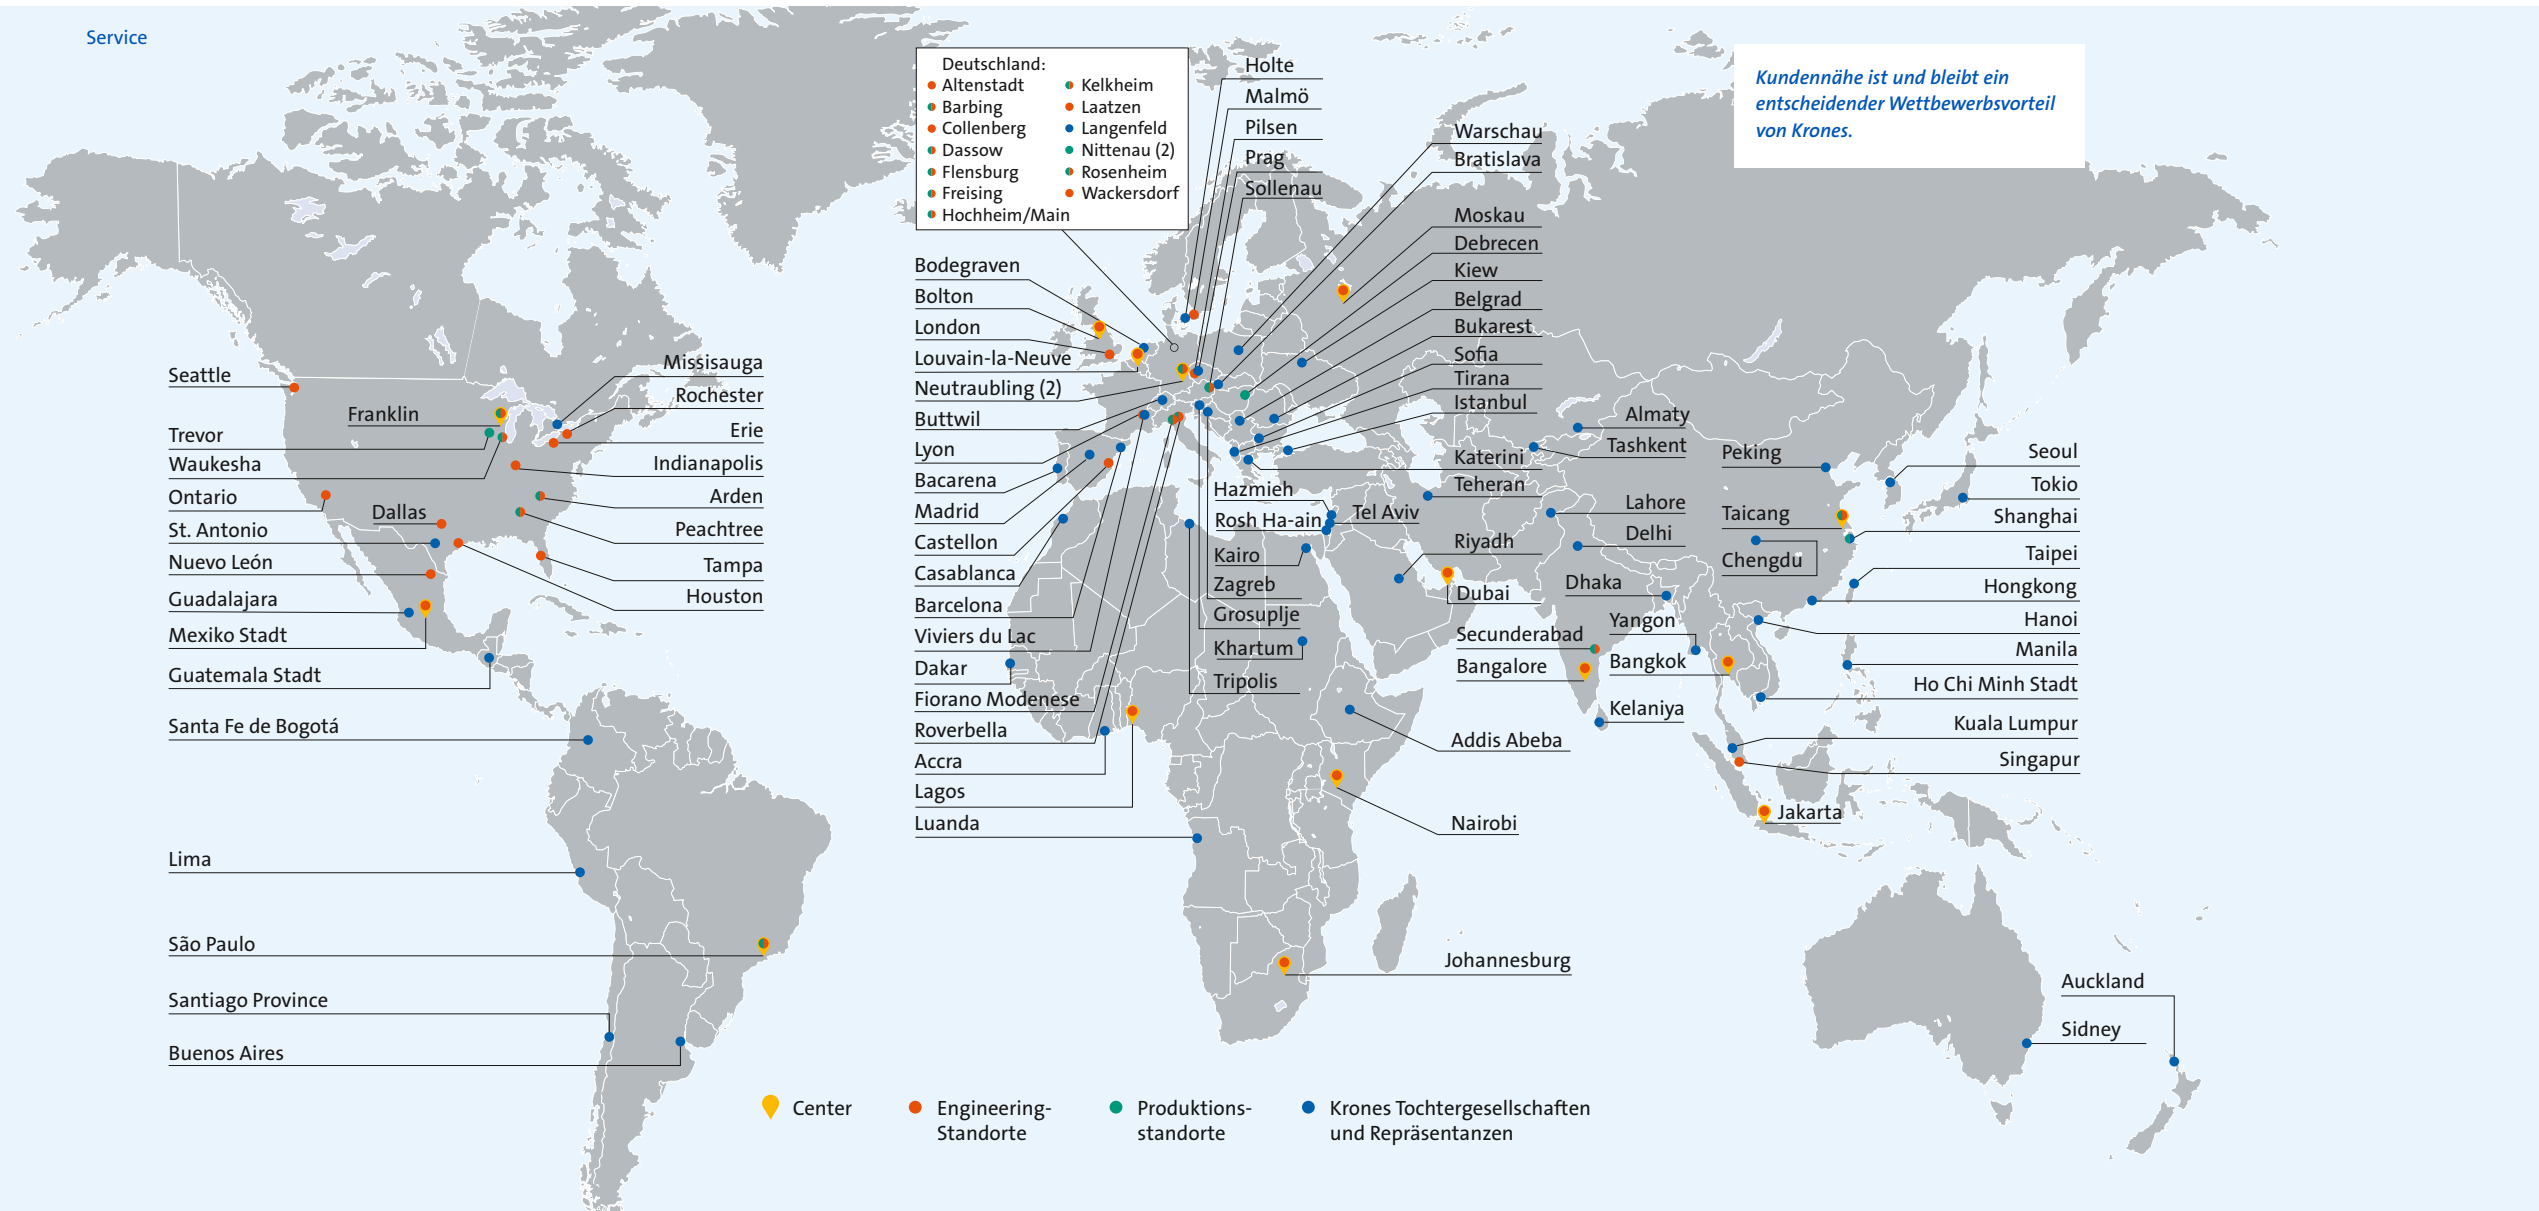 Service
Kundennähe ist und bleibt ein
entscheidender Wettbewerbsvorteil
von Krones.
Deutschland:
Altenstadt
Barbing
Collenberg
Dassow
Flensburg
Freising
Hochheim/Main
Kelkheim
Laatzen
Langenfeld
Nittenau (2)
Rosenheim
Wackersdorf
Seattle
Franklin
Trevor
Waukesha
Ontario
Dallas
St. Antonio
Nuevo León
Guadalajara
Mexiko Stadt
Guatemala Stadt
Santa Fe de Bogotá
Lima
São Paulo
Santiago Province
Buenos Aires
Missisauga
Rochester
Erie
Indianapolis
Arden
Peachtree
Tampa
Houston
Bodegraven
Bolton
London
Louvain-la-Neuve
Neutraubling (2)
Buttwil
Lyon
Bacarena
Madrid
Castellon
Casablanca
Barcelona
Viviers du Lac
Dakar
Fiorano Modenese
Roverbella
Accra
Lagos
Luanda
Holte
Malmö
Pilsen
Prag
Sollenau
Warschau
Bratislava
Moskau
Debrecen
Kiew
Belgrad
Bukarest
Sofia
Tirana
Istanbul
Katerini
Teheran
Hazmieh
Rosh Ha-ain
Tel Aviv
Kairo
Zagreb
Grosuplje
Khartum
Tripolis
Riyadh
Dubai
Addis Abeba
Nairobi
Johannesburg
Almaty
Tashkent
Lahore
Delhi
Dhaka
Secunderabad
Bangalore
Yangon
Bangkok
Kelaniya
Peking
Taicang
Chengdu
Seoul
Tokio
Shanghai
Taipei
Hongkong
Hanoi
Manila
Ho Chi Minh Stadt
Kuala Lumpur
Singapur
Jakarta
Auckland
Sidney
Center
Engineering-
Standorte
Produktions-
standorte
Krones Tochtergesellschaften
und Repräsentanzen